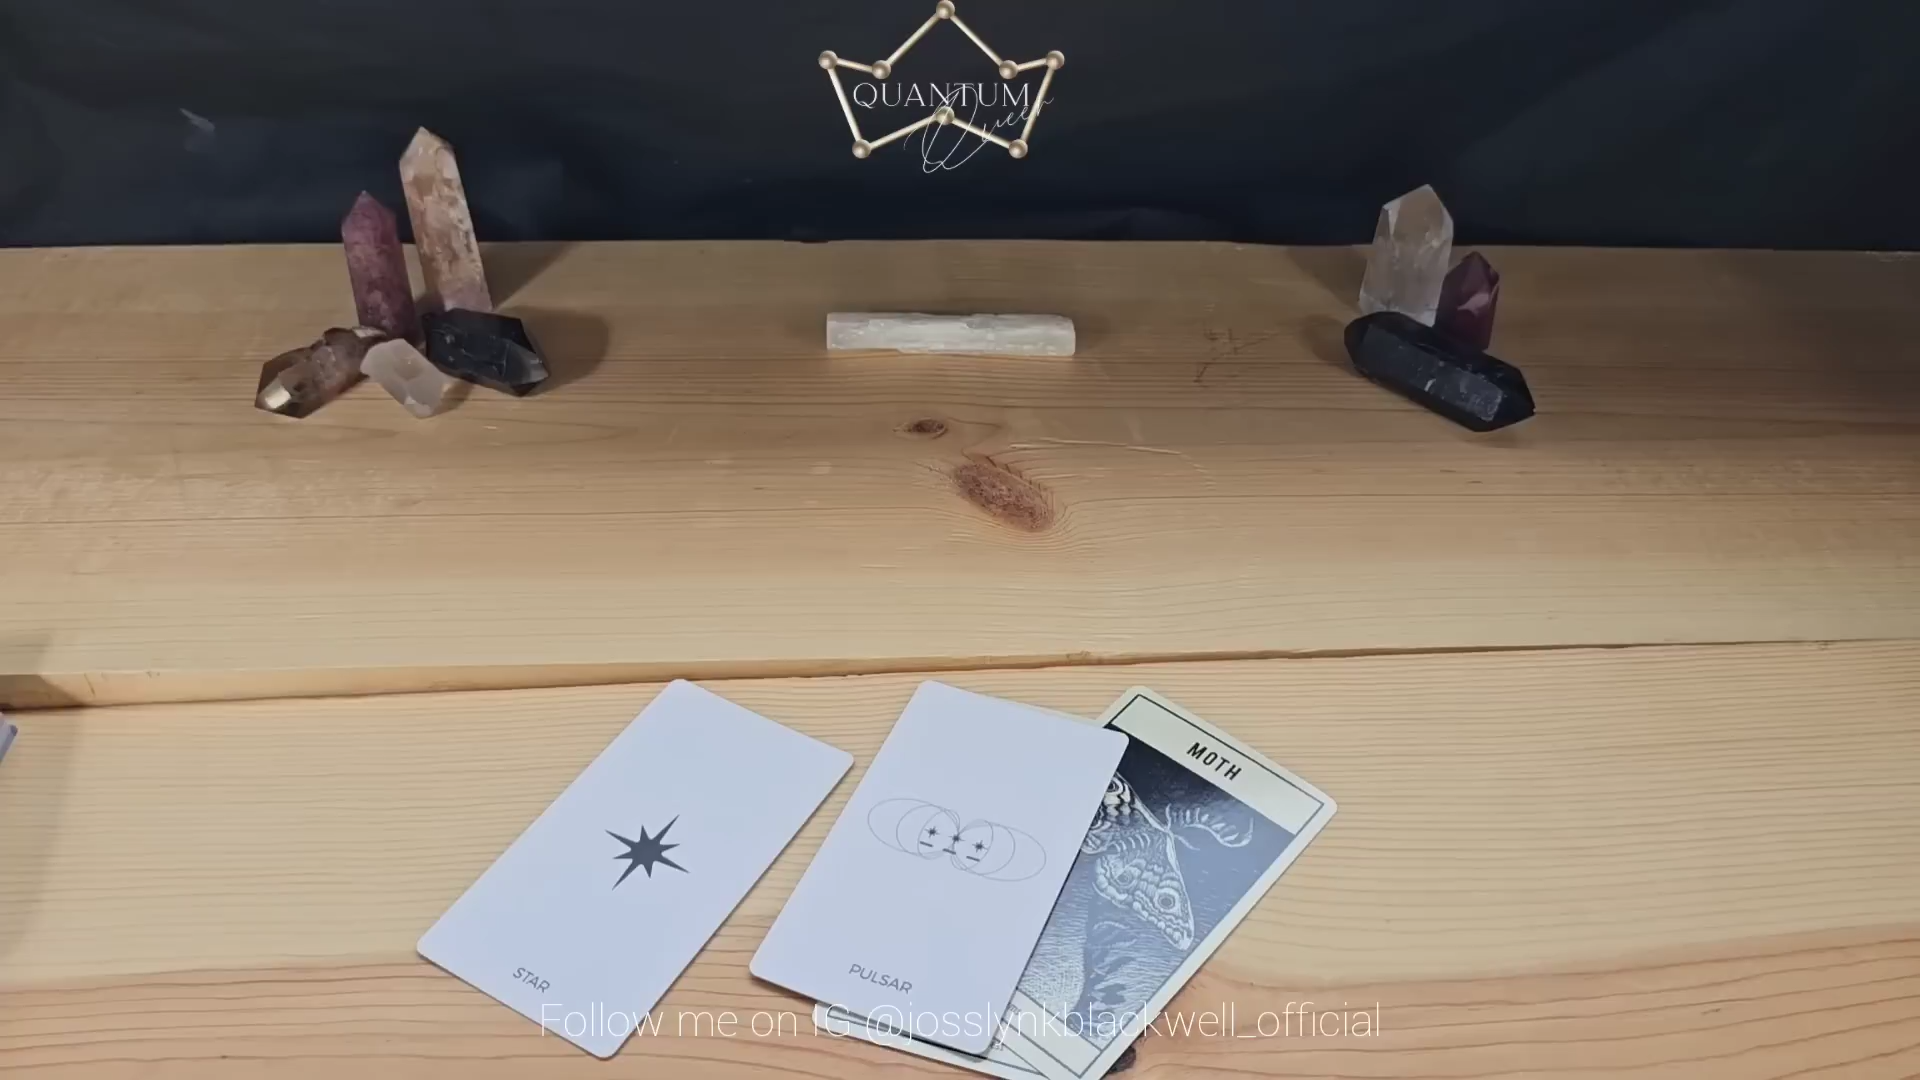 QUANTUM
Queen
MOTH
STAR
PULSAR
Follow me on IG @josslynkblackwell_official